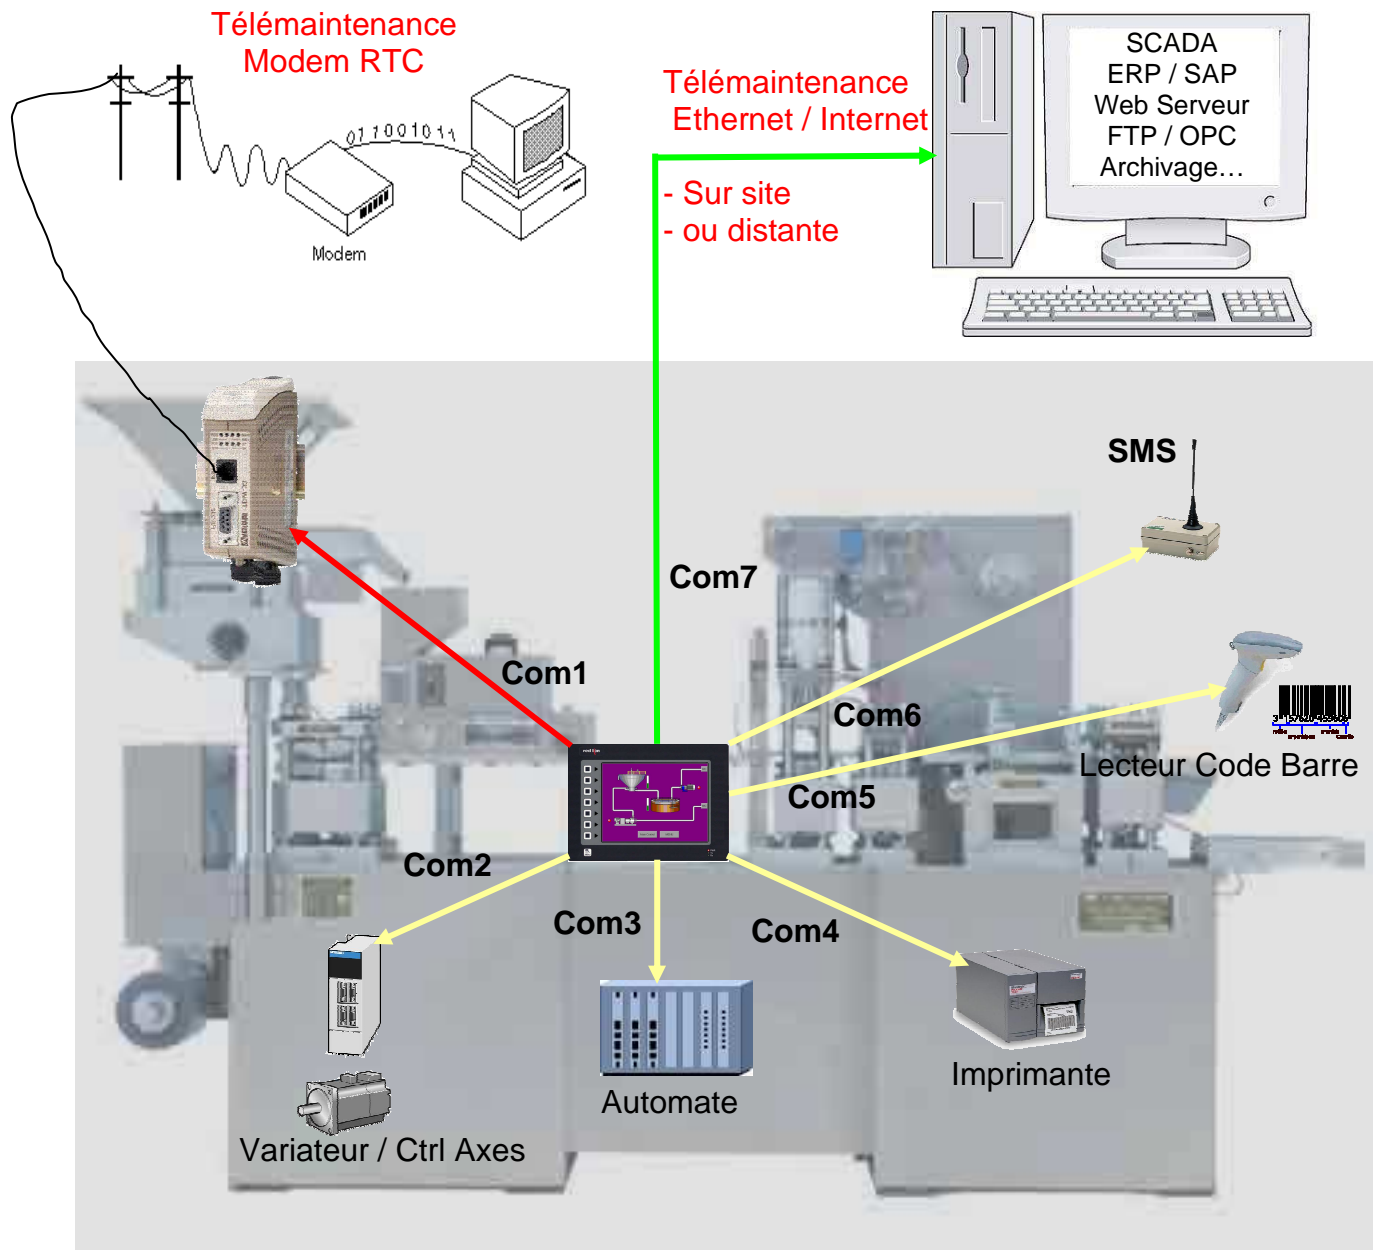 Télémaintenance
Modem RTC
011001011
Modem
Télémaintenance
Ethernet / Internet
- Sur site
- ou distante
SCADA
ERP / SAP
Web Serveur
FTP / OPC
Archivage…
SMS
Com7
Com1
Com6
Lecteur Code Barre
Com5
Com2
Com3
Com4
Imprimante
Automate
Variateur / Ctrl Axes